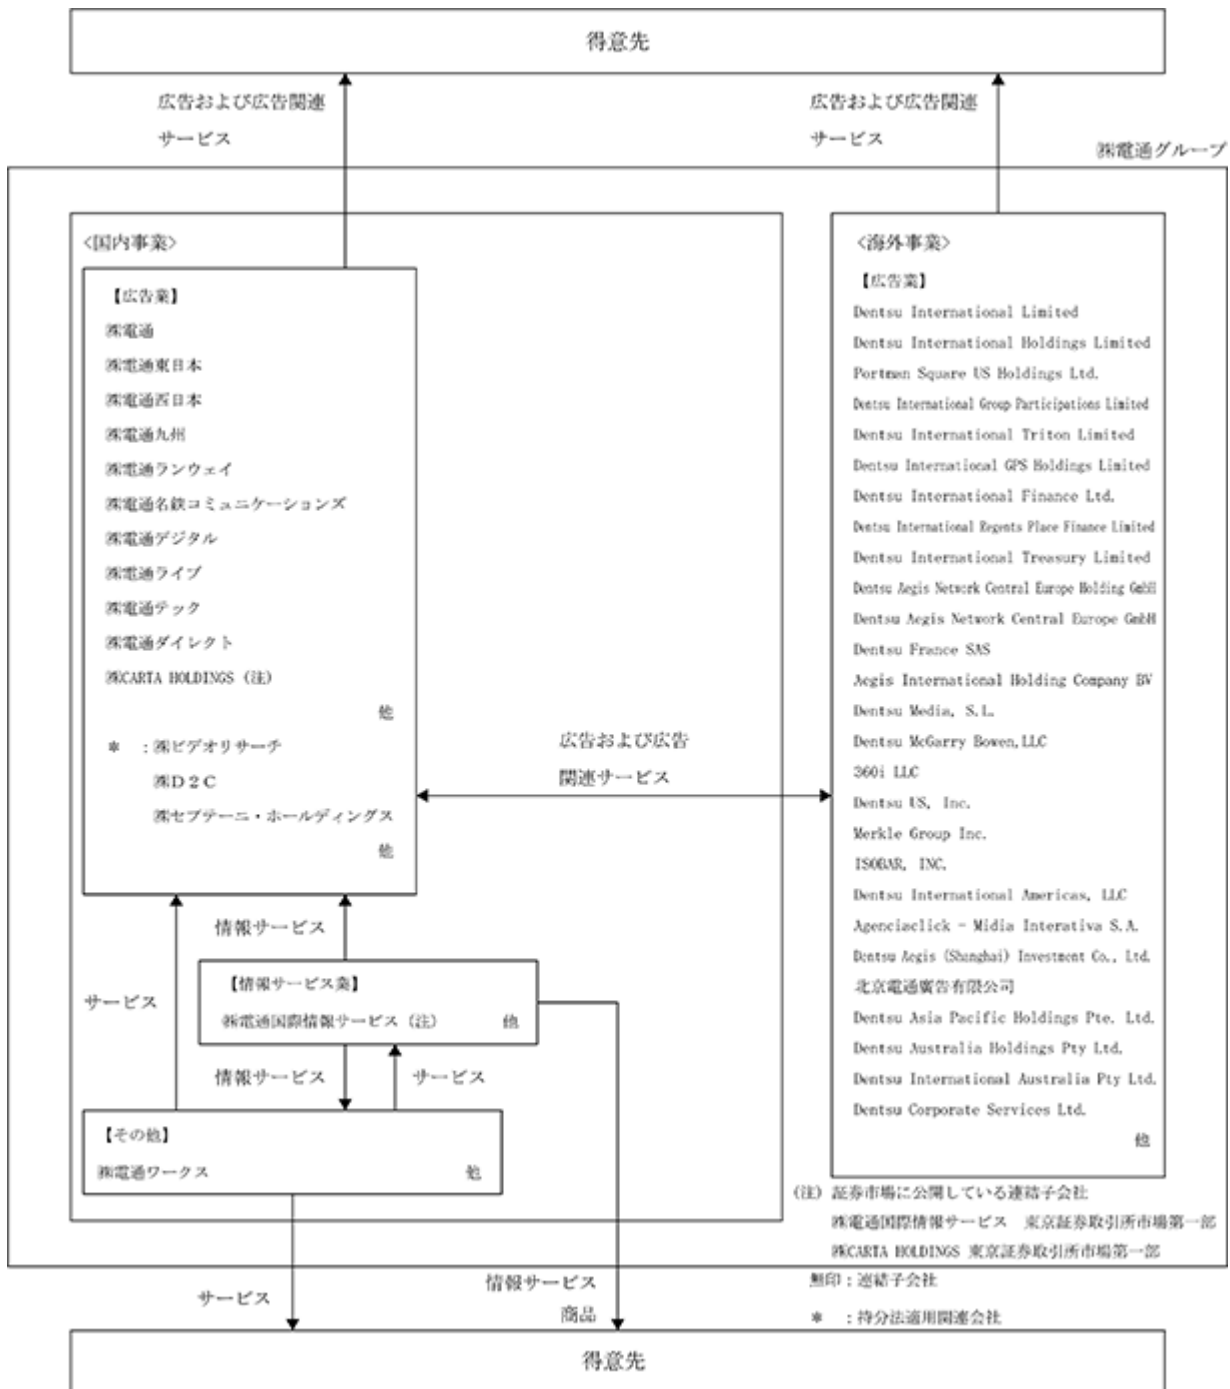 得意先
広告および広告関連
サービス
広告および広告関連
サービス
㈱電通グループ
<国内事業>
【広告業】
㈱電通
㈱電通東日本
㈱電通西日本
㈱電通九州
㈱電通ランウェイ
㈱電通名鉄コミュニケーションズ
㈱電通デジタル
㈱電通ライブ
㈱電通テック
㈱電通ダイレクト
㈱CARTA HOLDINGS（注）
他
＊　：㈱ビデオリサーチ
㈱Ｄ２Ｃ
㈱セプテーニ・ホールディングス
他
広告および広告
関連サービス
<海外事業>
【広告業】
Dentsu International Limited
Dentsu International Holdings Limited
Portman Square US Holdings Ltd.
Dentsu International Group Participations Limited
Dentsu International Triton Limited
Dentsu International GPS Holdings Limited
Dentsu International Finance Ltd.
Dentsu International Regents Place Finance Limited
Dentsu International Treasury Limited
Dentsu Aegis Network Central Europe Holding GmbH
Dentsu Aegis Network Central Europe GmbH
Dentsu France SAS
Aegis International Holding Company BV
Dentsu Media, S.L.
Dentsu McGarry Bowen,LLC
360i LLC
Dentsu US, Inc.
Merkle Group Inc.
ISOBAR, INC.
Dentsu International Americas, LLC
Agenciaclick - Midia Interativa S.A.
Dentsu Aegis (Shanghai) Investment Co., Ltd.
北京電通廣告有限公司
Dentsu Asia Pacific Holdings Pte. Ltd.
Dentsu Australia Holdings Pty Ltd.
Dentsu International Australia Pty Ltd.
Dentsu Corporate Services Ltd.
他
情報サービス
サービス
【情報サービス業】
㈱電通国際情報サービス（注）　他
情報サービス
サービス
【その他】
㈱電通ワークス　他
（注）証券市場に公開している連結子会社
㈱電通国際情報サービス　東京証券取引所市場第一部
㈱CARTA HOLDINGS 東京証券取引所市場第一部
無印：連結子会社
＊　：持分法適用関連会社
サービス
情報サービス
商品
得意先